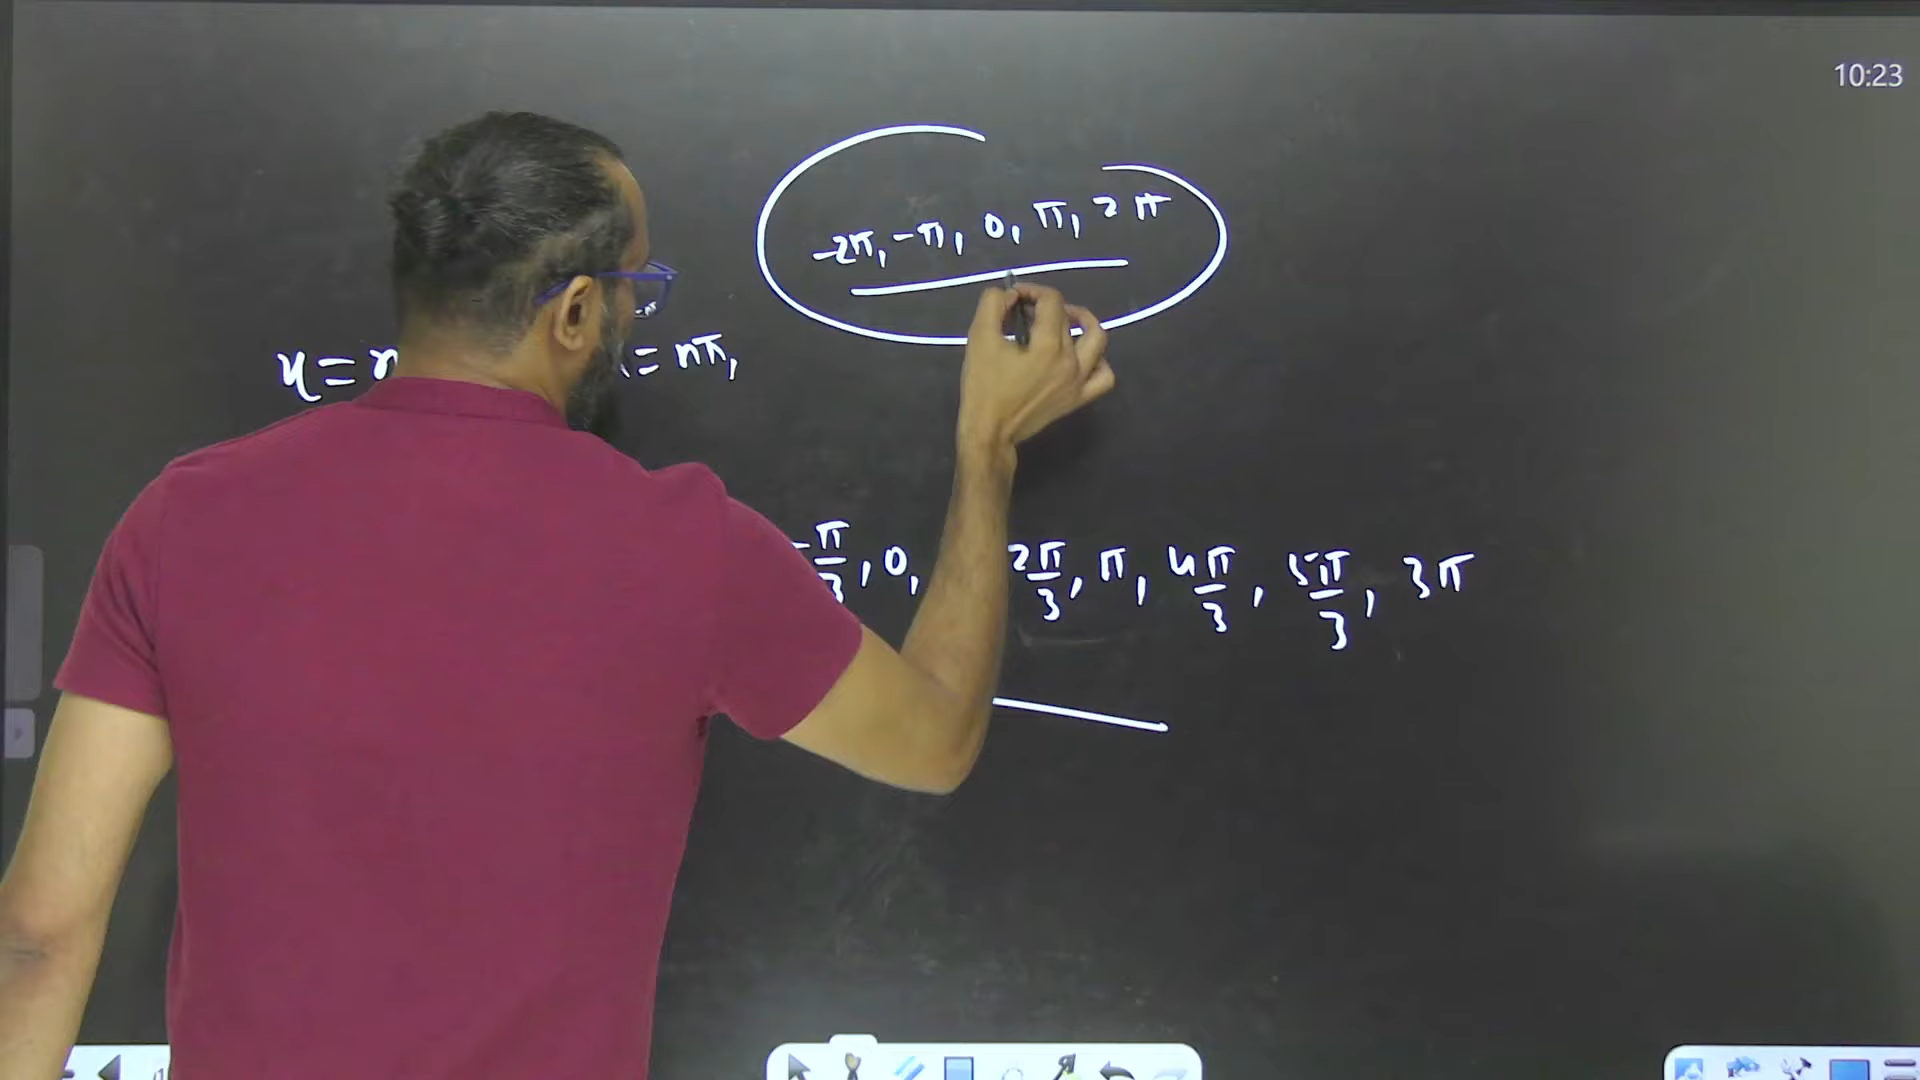 10:23
-2π, -π, 0, π, 2π
x = n = nπ,
-π/3, 0, 2π/3, π, 4π/3, 5π/3, 3π